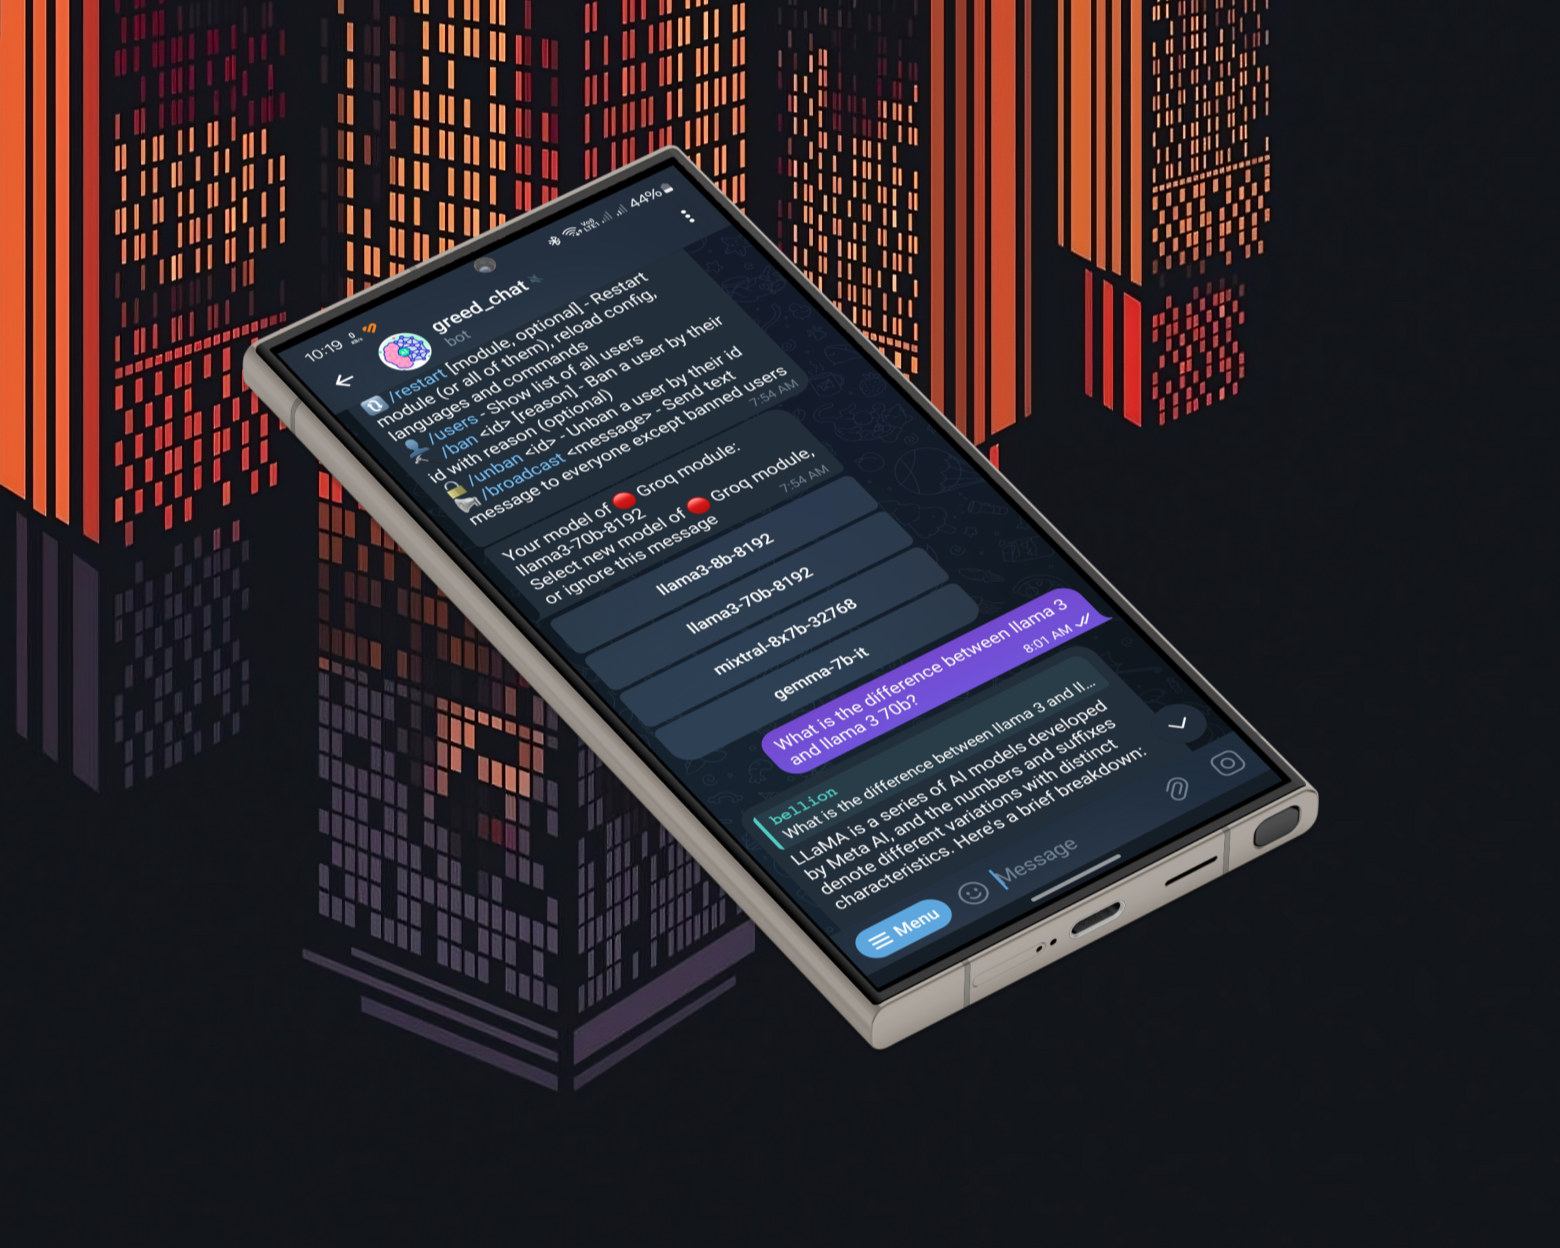 10:19
44%
greed_chat
bot
/restart [module, optional] - Restart
module (or all of them), reload config,
languages and commands
/users - Show list of all users
/ban <id> [reason] - Ban a user by their
id with reason (optional)
/unban <id> - Unban a user by their id
/broadcast <message> - Send text
message to everyone except banned users
7:54 AM
Your model of 🔴 Groq module:
llama3-70b-8192
Select new model of 🔴 Groq module,
or ignore this message
7:54 AM
llama3-8b-8192
llama3-70b-8192
mixtral-8x7b-32768
gemma-7b-it
What is the difference between llama 3
and llama 3 70b?
8:01 AM
bellion
What is the difference between llama 3 and ll...
LLaMA is a series of AI models developed
by Meta AI, and the numbers and suffixes
denote different variations with distinct
characteristics. Here's a brief breakdown:
Menu
Message